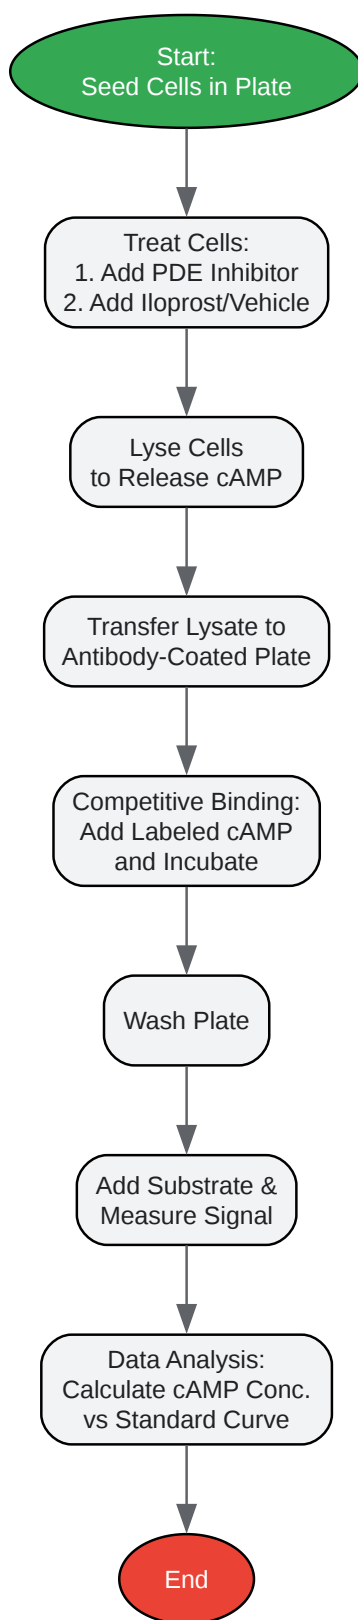 Start:
Seed Cells in Plate
Treat Cells:
1. Add PDE Inhibitor
2. Add Iloprost/Vehicle
Lyse Cells
to Release cAMP
Transfer Lysate to
Antibody-Coated Plate
Competitive Binding:
Add Labeled cAMP
and Incubate
Wash Plate
Add Substrate &
Measure Signal
Data Analysis:
Calculate cAMP Conc.
vs Standard Curve
End